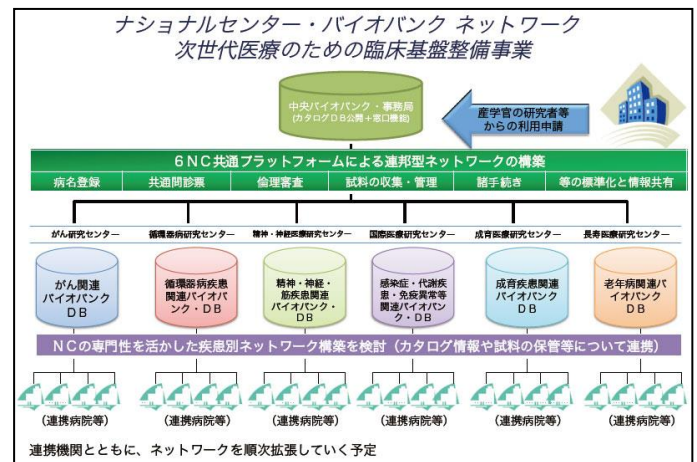 ナショナルセンター・バイオバンク ネットワーク
次世代医療のための臨床基盤整備事業
中央バイオバンク・事務局
(カタログDB公開+窓口機能)
産学官の研究者等
からの利用申請
6NC共通プラットフォームによる連邦型ネットワークの構築
病名登録 共通問診票 倫理審査 試料の収集・管理 諸手続き 等の標準化と情報共有
がん研究センター 循環器病研究センター 精神・神経医療研究センター 国際医療研究センター 成育医療研究センター 長寿医療研究センター
がん関連
バイオバンク
DB
循環器病疾患
関連バイオバ
ンク・DB
精神・神経・
筋疾患関連
バイオバンク・
DB
感染症・代謝疾
患・免疫異常等
関連バイオバン
ク・DB
成育疾患関連
バイオバンク
DB
老年病関連バ
イオバンク
DB
NCの専門性を活かした疾患別ネットワーク構築を検討(カタログ情報や試料の保管等について連携)
(連携病院等) (連携病院等) (連携病院等) (連携病院等) (連携病院等) (連携病院等)
連携機関とともに、ネットワークを順次拡張していく予定